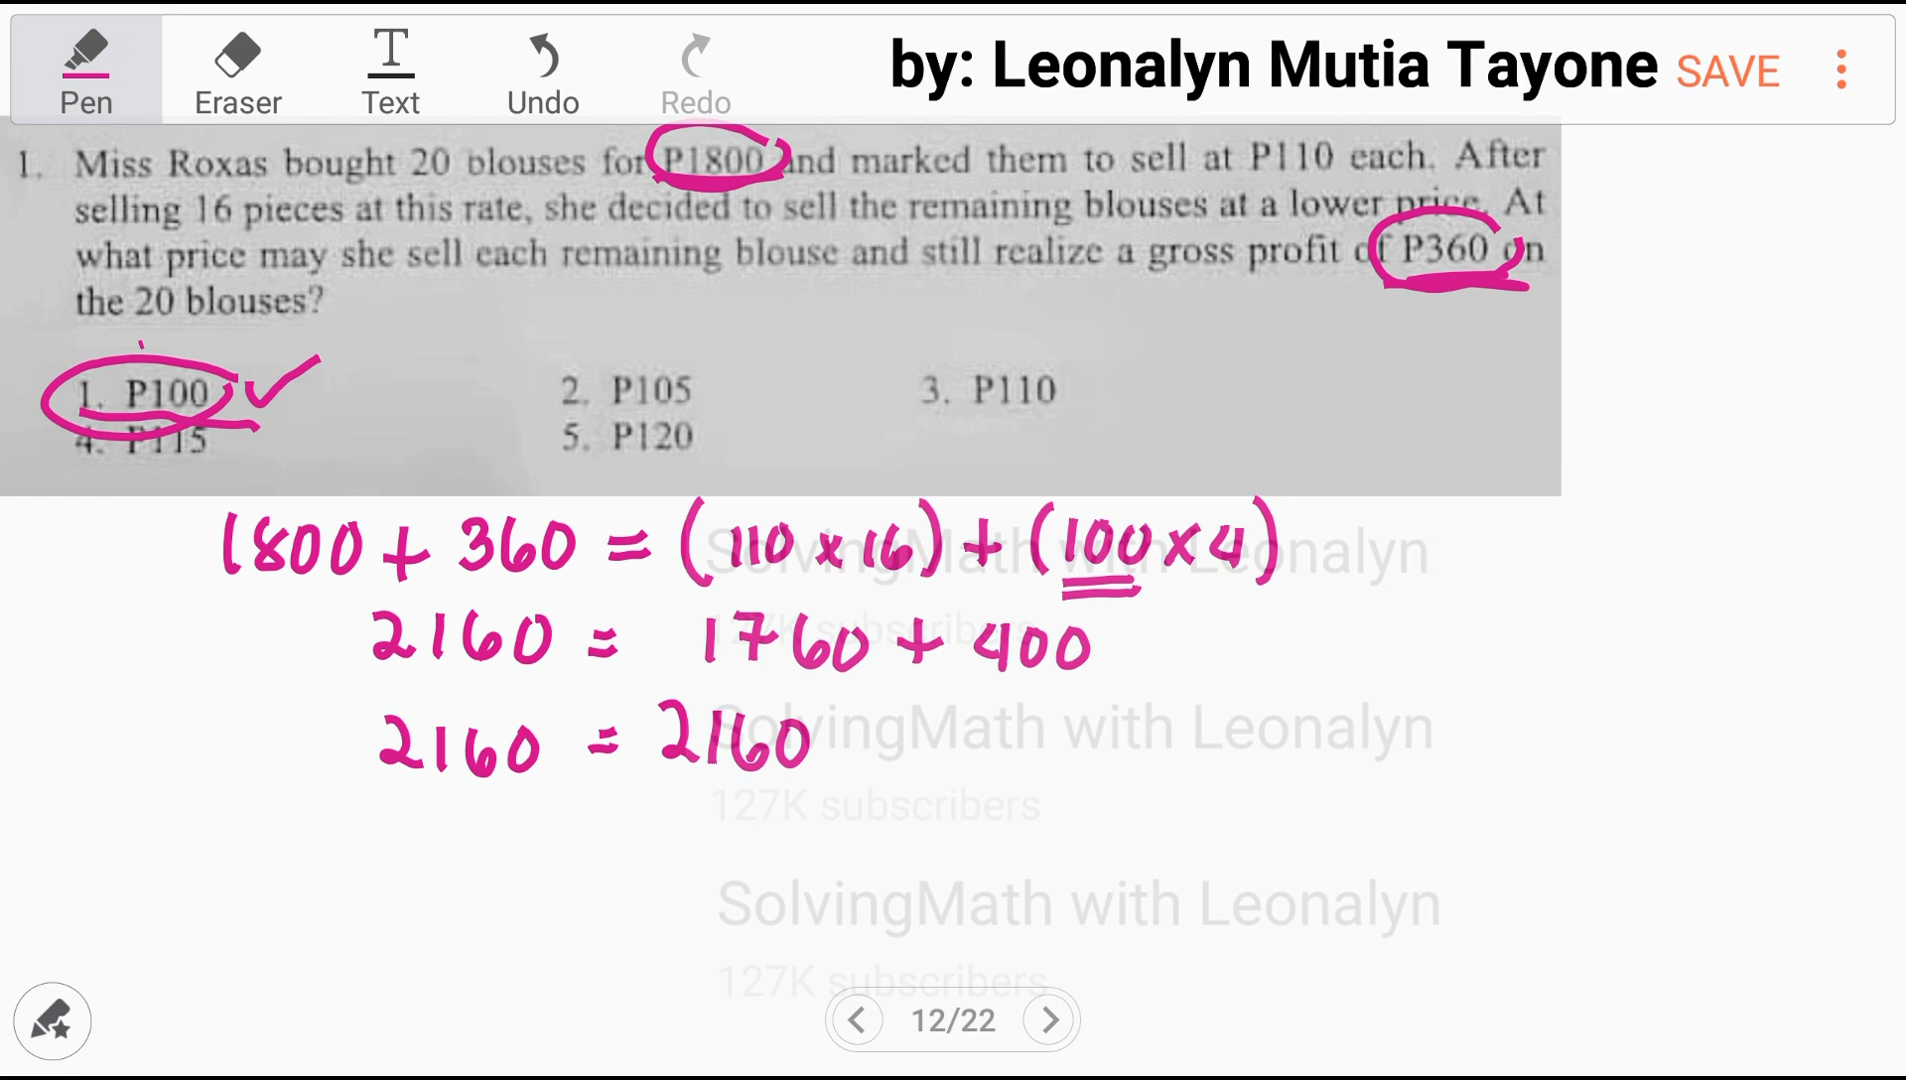 Pen
Eraser
Text
Undo
Redo
by: Leonalyn Mutia Tayone
SAVE
1. Miss Roxas bought 20 blouses for P1800 and marked them to sell at P110 each. After
selling 16 pieces at this rate, she decided to sell the remaining blouses at a lower price. At
what price may she sell each remaining blouse and still realize a gross profit of P360 on
the 20 blouses?
1. P100 2. P105 3. P110
4. P115 5. P120
1800 + 360 = (110 x 16) + (100 x 4)
SolvingMath with Leonalyn
2160 = 1760 + 400
127K subscribers
2160 = 2160
SolvingMath with Leonalyn
127K subscribers
SolvingMath with Leonalyn
127K subscribers
12/22